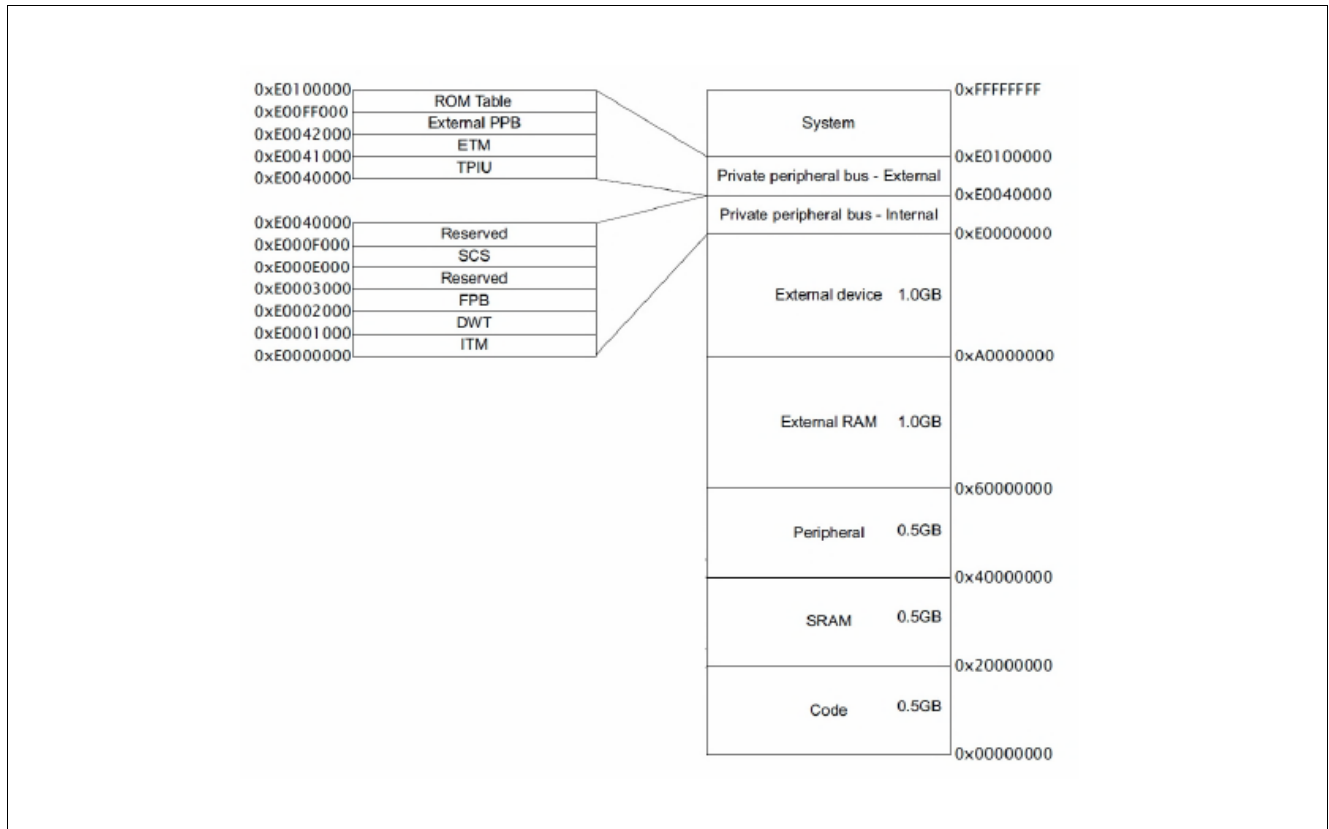 0xE0100000
ROM Table
0xE00FF000
External PPB
0xE0042000
ETM
0xE0041000
TPIU
0xE0040000
0xE0040000
Reserved
0xE000F000
SCS
0xE000E000
Reserved
0xE0003000
FPB
0xE0002000
DWT
0xE0001000
ITM
0xE0000000
0xFFFFFFFF
System
0xE0100000
Private peripheral bus - External
0xE0040000
Private peripheral bus - Internal
0xE0000000
External device 1.0GB
0xA0000000
External RAM 1.0GB
0x60000000
Peripheral 0.5GB
0x40000000
SRAM 0.5GB
0x20000000
Code 0.5GB
0x00000000